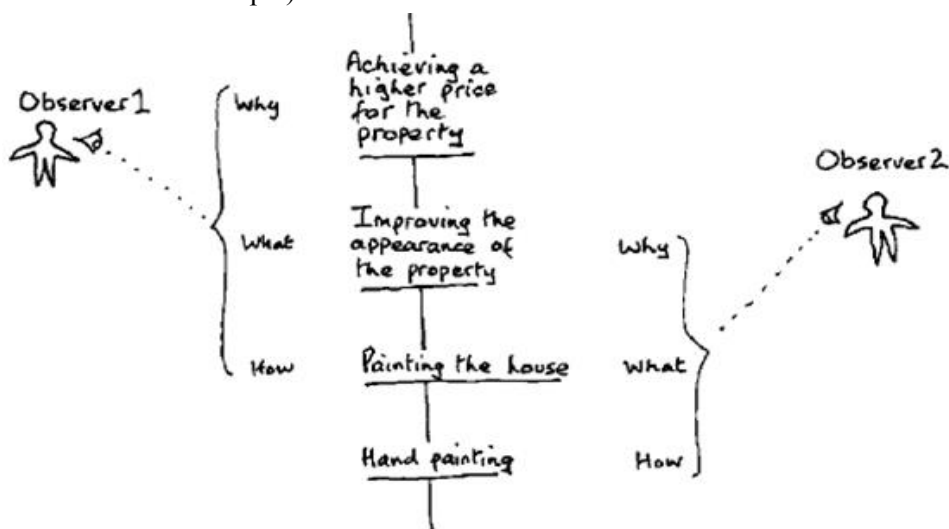 Observer 1
Why
Achieving a
higher price
for the
property
Observer 2
What
Improving the
appearance of
the property
Why
How
Painting the house
What
Hand painting
How